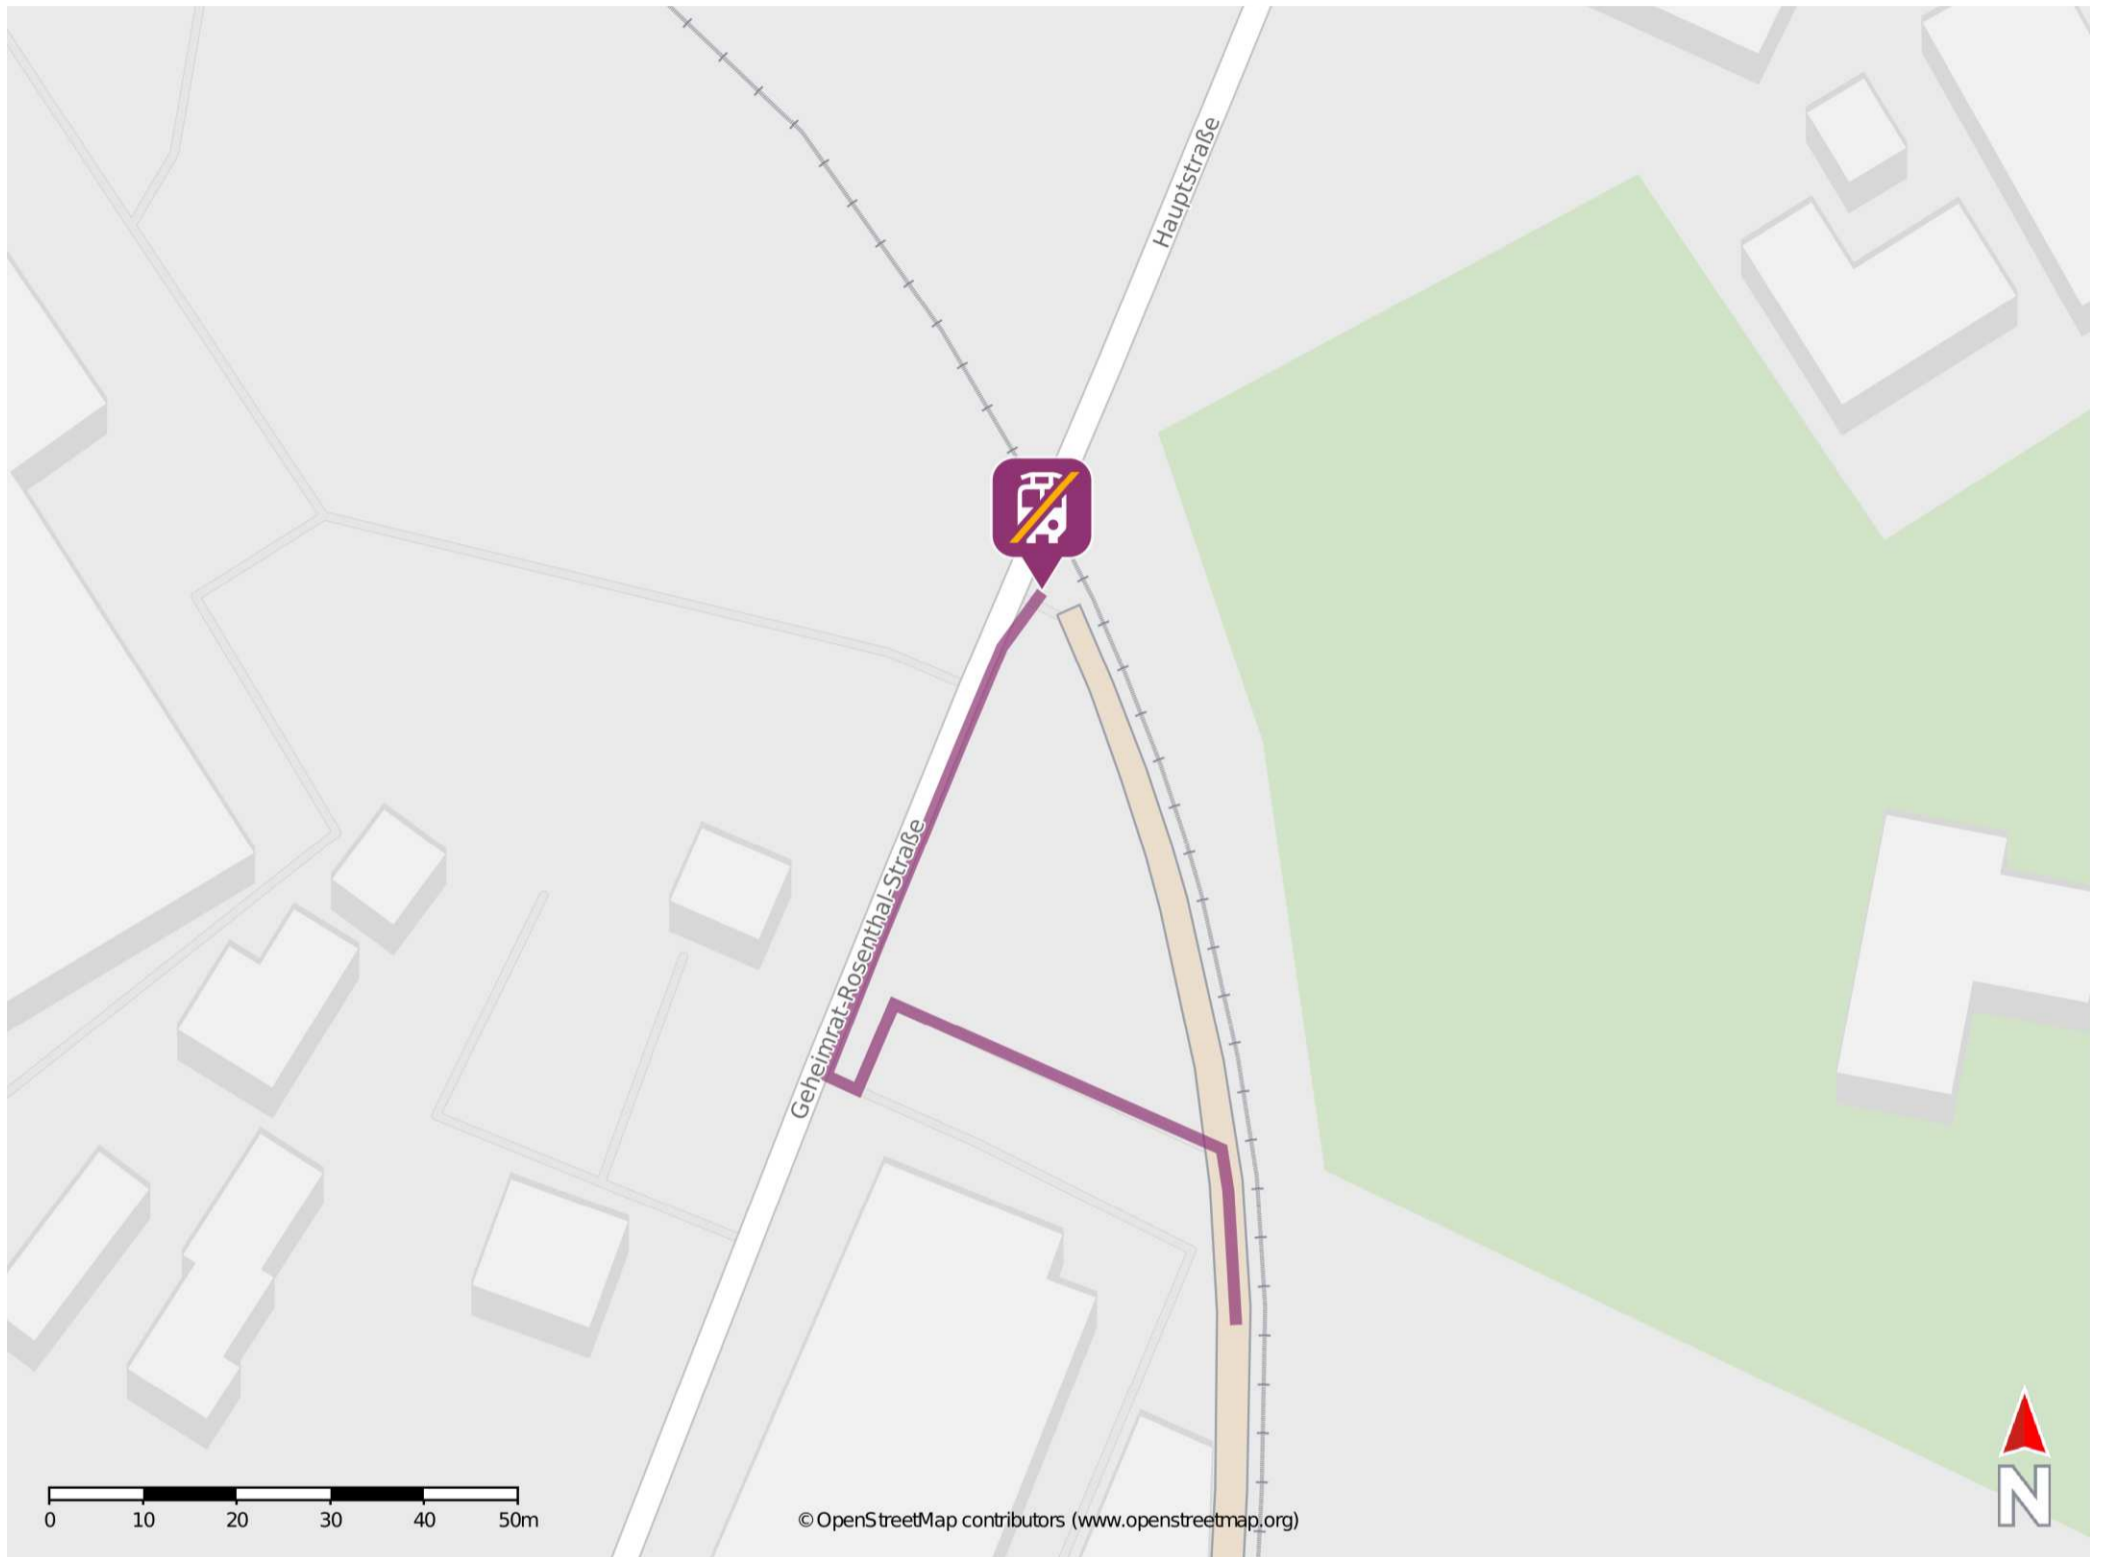 Hauptstraße
Geheimrat-Rosenthal-Straße
0 10 20 30 40 50m
© OpenStreetMap contributors (www.openstreetmap.org)
N